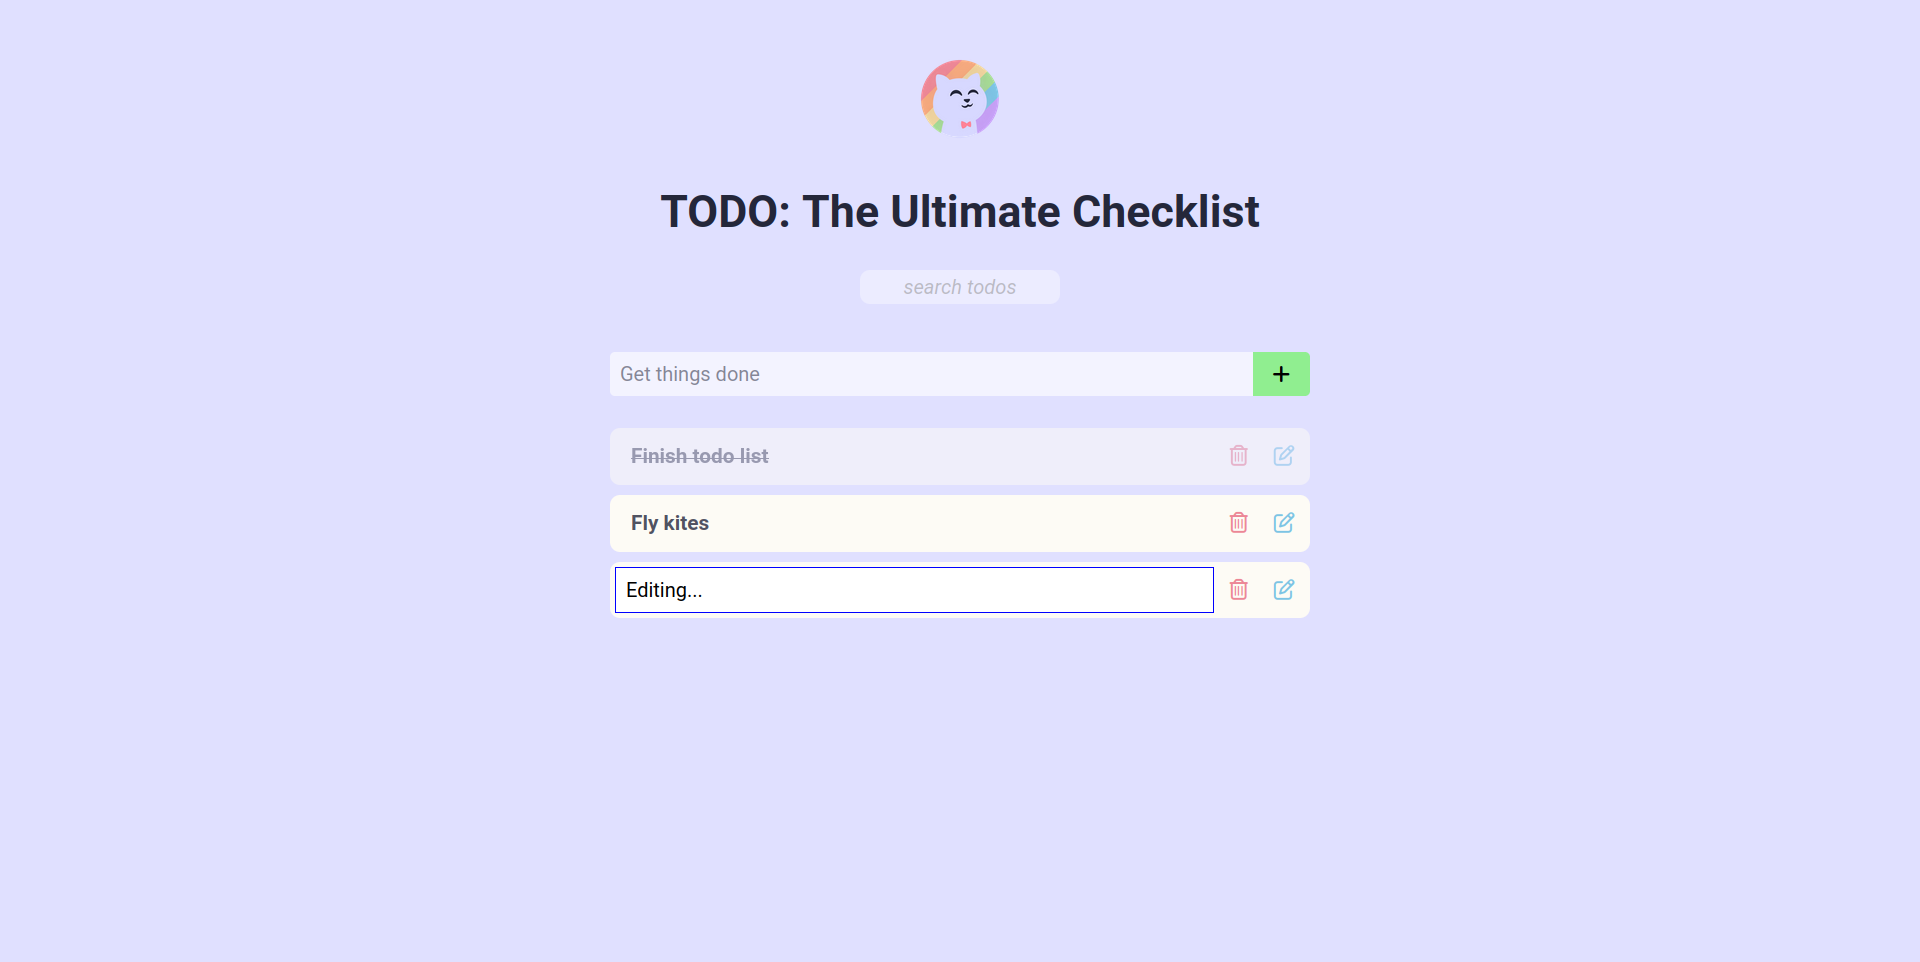 TODO: The Ultimate Checklist
search todos
Get things done
+
Finish todo list
Fly kites
Editing...